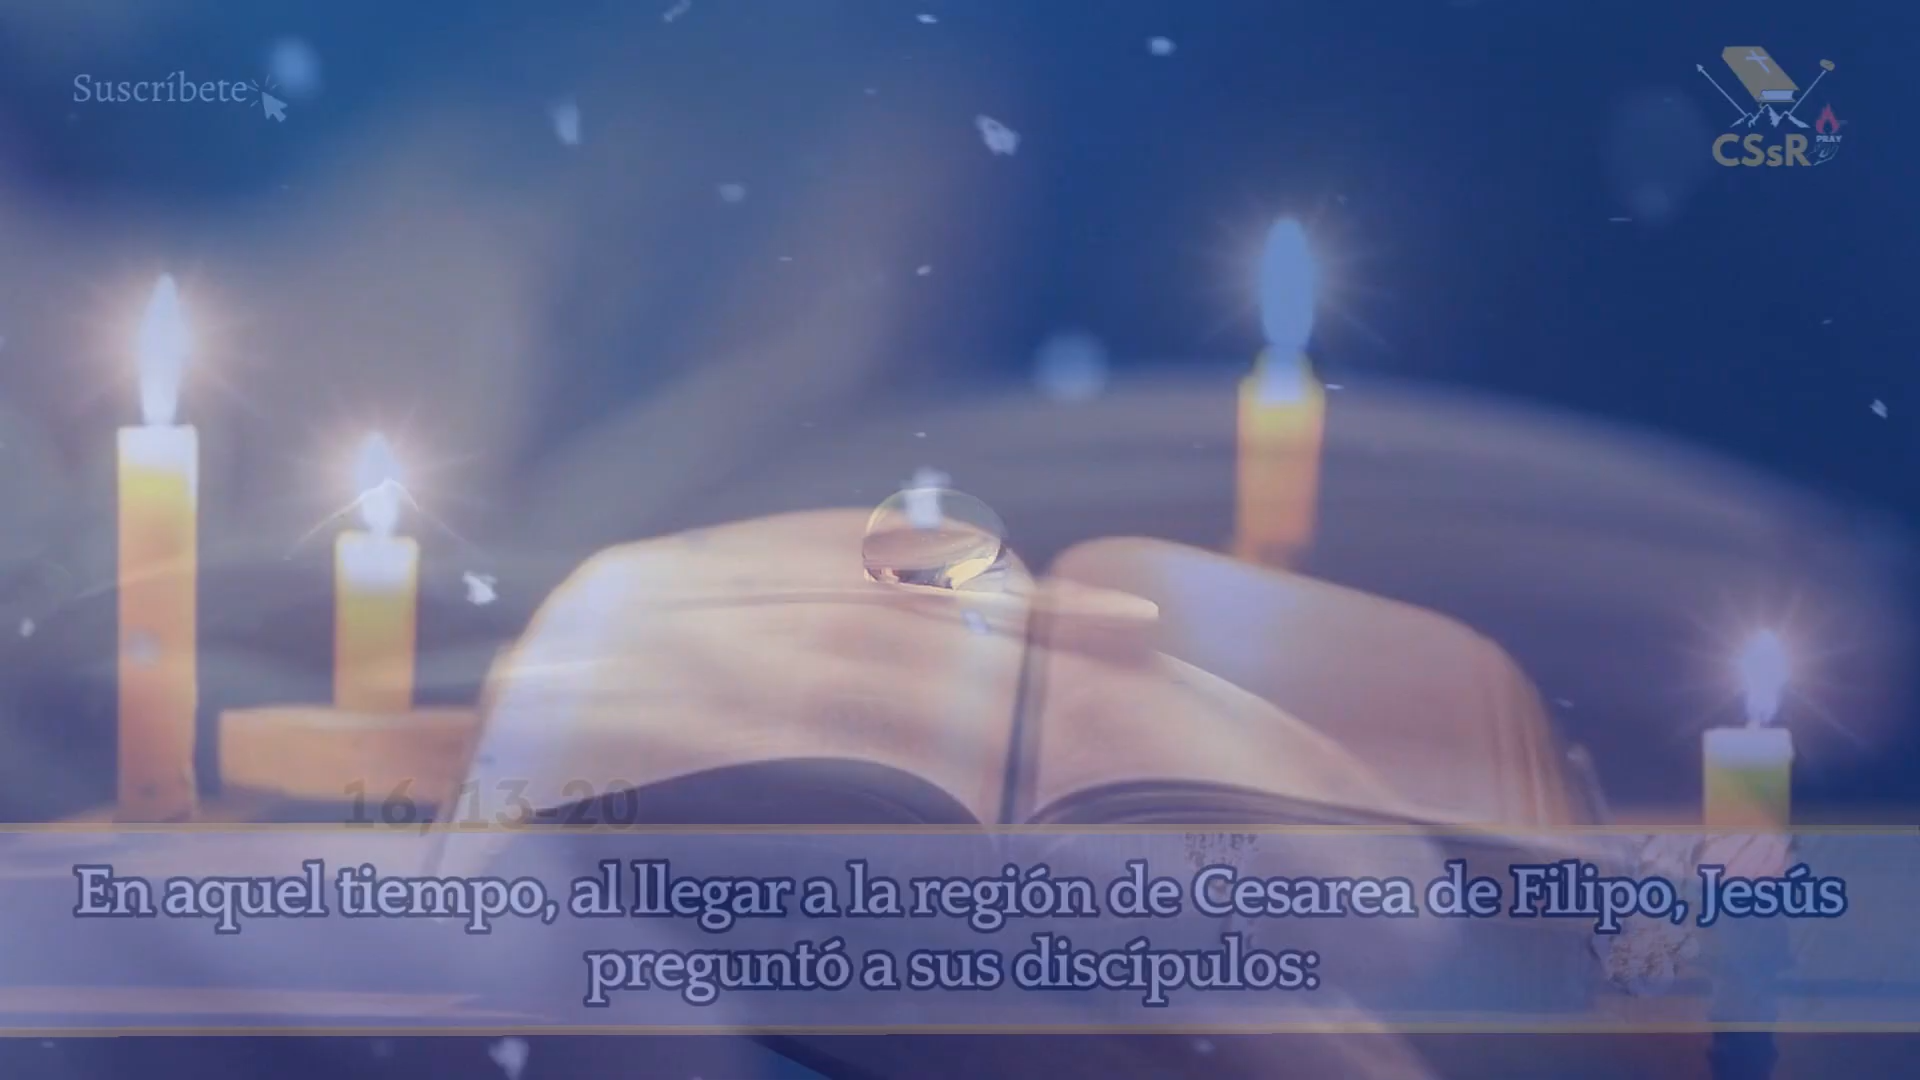 Suscríbete
CSsR
PRAY
16, 13-20
En aquel tiempo, al llegar a la región de Cesarea de Filipo, Jesús
preguntó a sus discípulos: